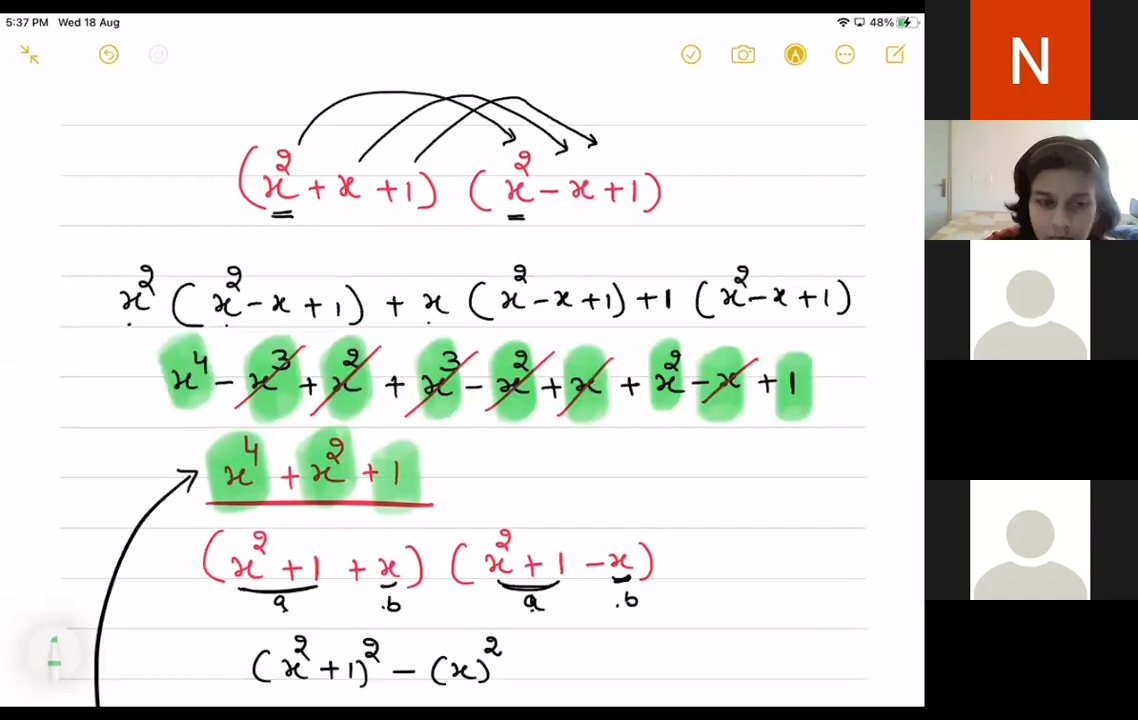 5:37 PM Wed 18 Aug 48%
N
(x² + x + 1) (x² - x + 1)
x² (x² - x + 1) + x (x² - x + 1) + 1 (x² - x + 1)
x⁴ - x³ + x² + x³ - x² + x + x² - x + 1
x⁴ + x² + 1
(x² + 1 + x) (x² + 1 - x)
a .b a .b
(x² + 1)² - (x)²